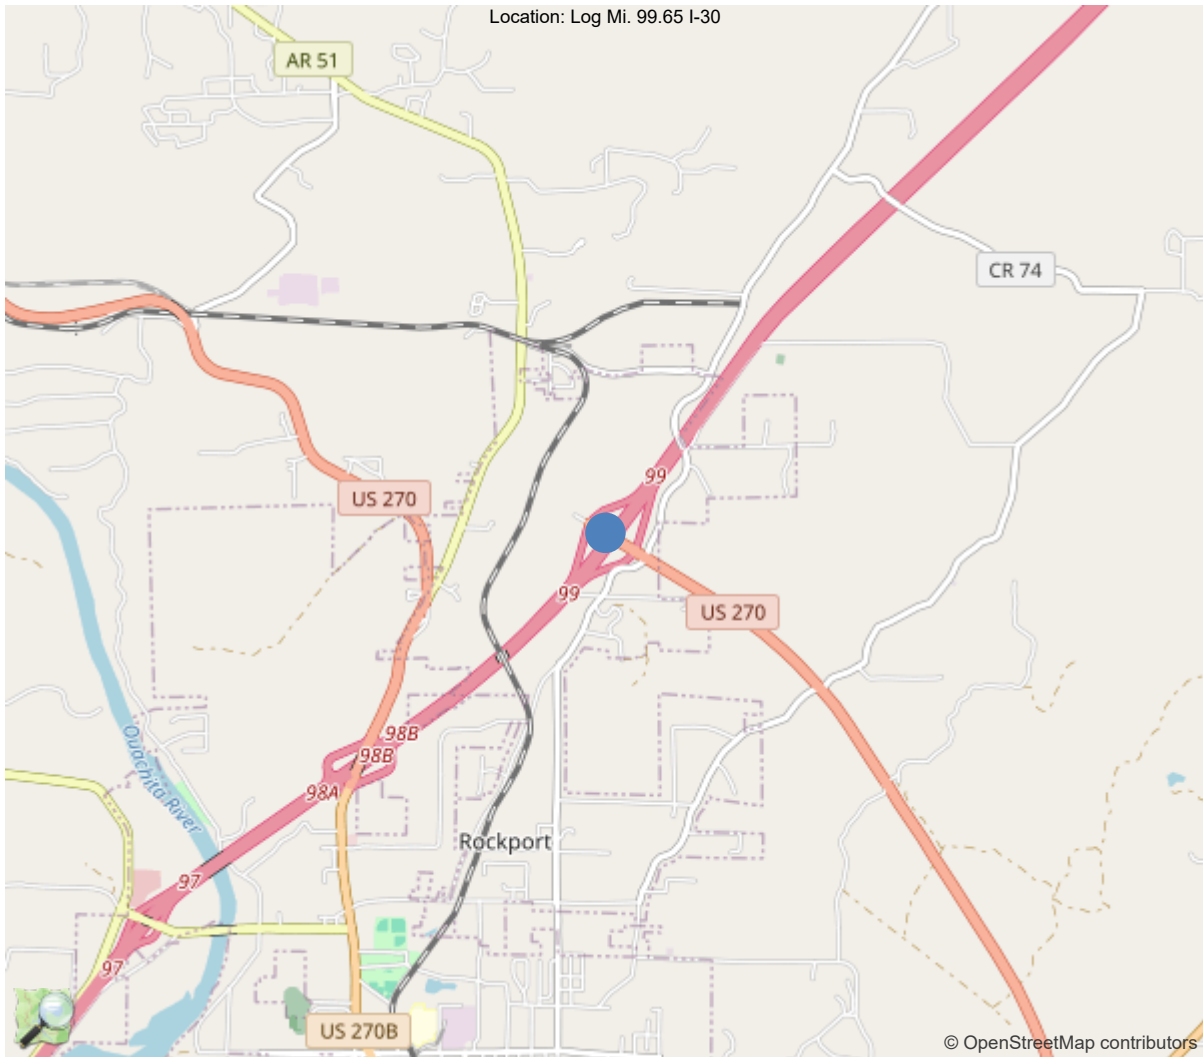 Location: Log Mi. 99.65 I-30
AR 51
CR 74
99
US 270
99
US 270
98B
98B
98A
Ouachita River
Rockport
97
97
US 270B
© OpenStreetMap contributors